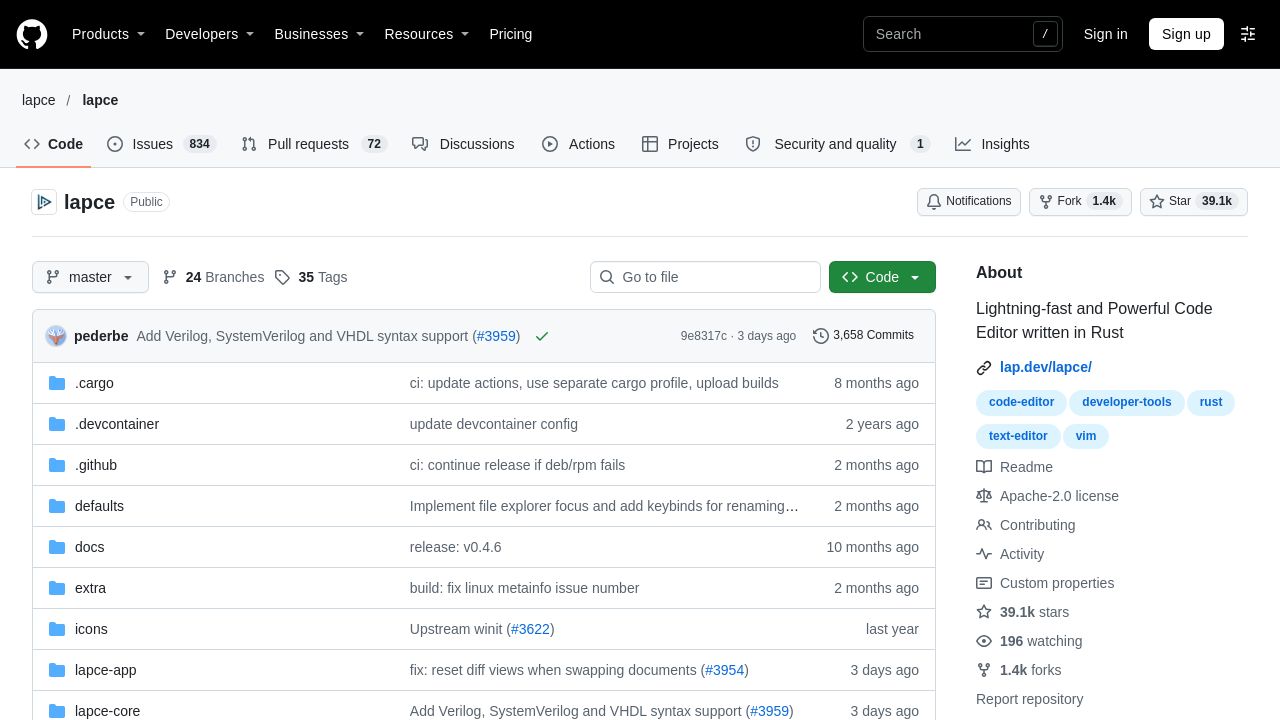 Products Developers Businesses Resources Pricing Search / Sign in Sign up
lapce / lapce
Code Issues 834 Pull requests 72 Discussions Actions Projects Security and quality 1 Insights
lapce Public Notifications Fork 1.4k Star 39.1k
master 24 Branches 35 Tags Go to file Code
pederbe Add Verilog, SystemVerilog and VHDL syntax support (#3959) 9e8317c · 3 days ago 3,658 Commits
.cargo ci: update actions, use separate cargo profile, upload builds 8 months ago
.devcontainer update devcontainer config 2 years ago
.github ci: continue release if deb/rpm fails 2 months ago
defaults Implement file explorer focus and add keybinds for renaming… 2 months ago
docs release: v0.4.6 10 months ago
extra build: fix linux metainfo issue number 2 months ago
icons Upstream winit (#3622) last year
lapce-app fix: reset diff views when swapping documents (#3954) 3 days ago
lapce-core Add Verilog, SystemVerilog and VHDL syntax support (#3959) 3 days ago
About
Lightning-fast and Powerful Code
Editor written in Rust
lap.dev/lapce/
code-editor developer-tools rust
text-editor vim
Readme
Apache-2.0 license
Contributing
Activity
Custom properties
39.1k stars
196 watching
1.4k forks
Report repository